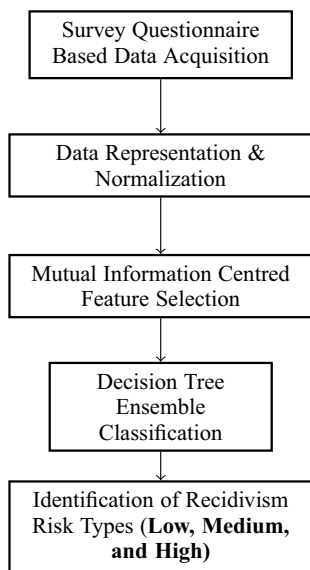 Survey Questionnaire
Based Data Acquisition
Data Representation &
Normalization
Mutual Information Centred
Feature Selection
Decision Tree
Ensemble
Classification
Identification of Recidivism
Risk Types (Low, Medium,
and High)